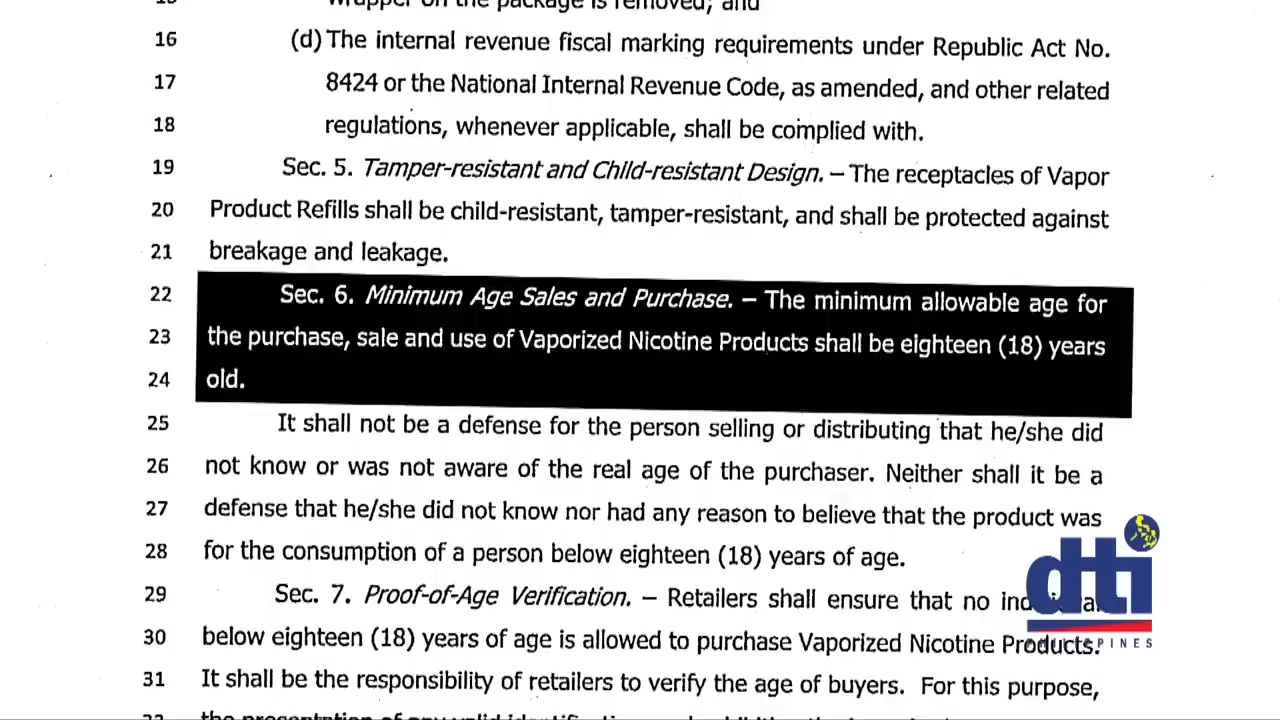 wrapper on the package is removed; and
16 (d) The internal revenue fiscal marking requirements under Republic Act No.
17 8424 or the National Internal Revenue Code, as amended, and other related
18 regulations, whenever applicable, shall be complied with.
19 Sec. 5. Tamper-resistant and Child-resistant Design. – The receptacles of Vapor
20 Product Refills shall be child-resistant, tamper-resistant, and shall be protected against
21 breakage and leakage.
22 Sec. 6. Minimum Age Sales and Purchase. – The minimum allowable age for
23 the purchase, sale and use of Vaporized Nicotine Products shall be eighteen (18) years
24 old.
25 It shall not be a defense for the person selling or distributing that he/she did
26 not know or was not aware of the real age of the purchaser. Neither shall it be a
27 defense that he/she did not know nor had any reason to believe that the product was
28 for the consumption of a person below eighteen (18) years of age.
29 Sec. 7. Proof-of-Age Verification. – Retailers shall ensure that no
30 below eighteen (18) years of age is allowed to purchase Vaporized Nicotine Products.
31 It shall be the responsibility of retailers to verify the age of buyers. For this purpose,
dti